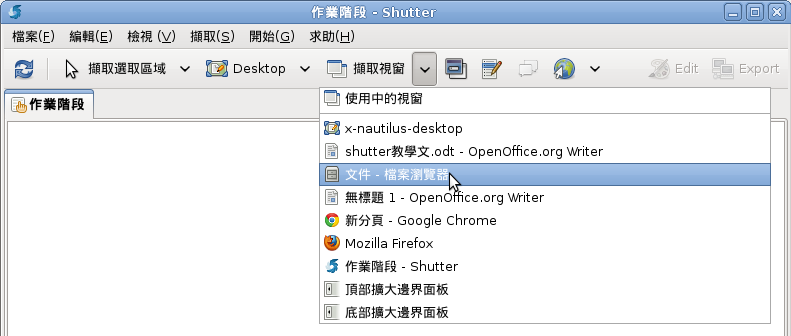 作業階段 - Shutter
檔案(F) 編輯(E) 檢視 (V) 擷取(S) 開始(G) 求助(H)
擷取選取區域 Desktop 擷取視窗 Edit Export
作業階段
使用中的視窗
x-nautilus-desktop
shutter教學文.odt - OpenOffice.org Writer
文件 - 檔案瀏覽器
無標題 1 - OpenOffice.org Writer
新分頁 - Google Chrome
Mozilla Firefox
作業階段 - Shutter
頂部擴大邊界面板
底部擴大邊界面板